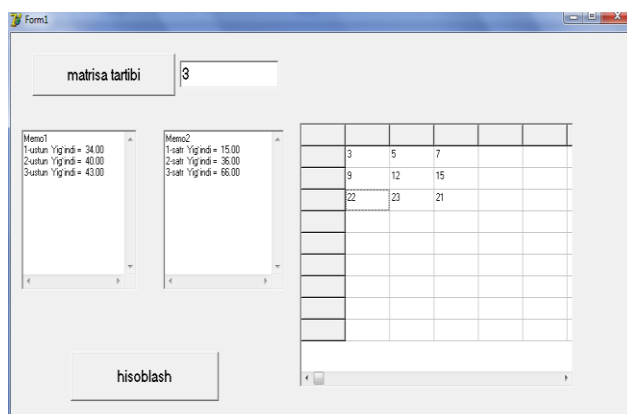 Form1
matrisa tartibi
3
Memo1
1-ustun Yig'indi = 34.00
2-ustun Yig'indi = 40.00
3-ustun Yig'indi = 43.00
Memo2
1-satr Yig'indi = 15.00
2-satr Yig'indi = 36.00
3-satr Yig'indi = 66.00
3 5 7
9 12 15
22 23 21
hisoblash